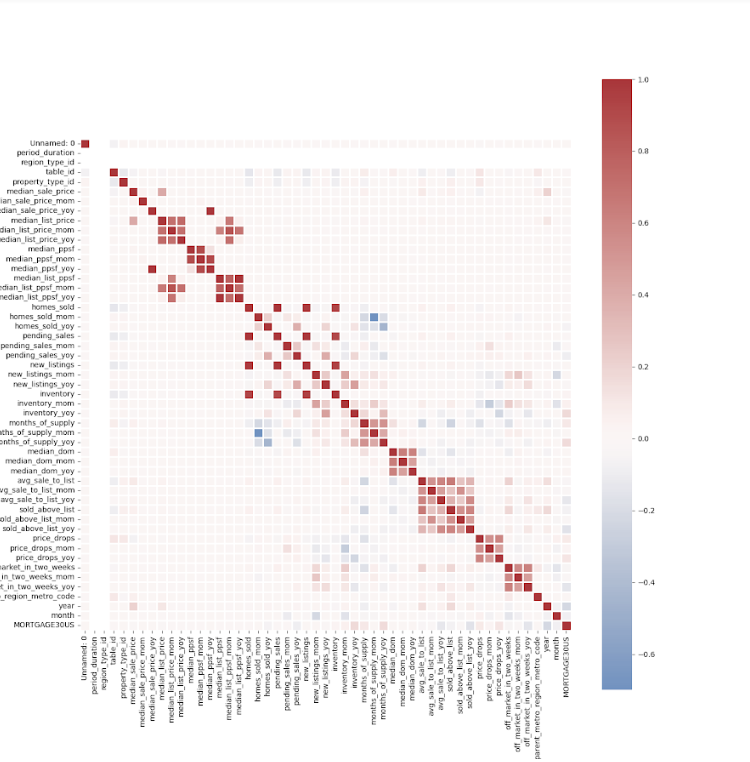 1.0
0.8
0.6
0.4
0.2
0.0
−0.2
−0.4
−0.6
Unnamed: 0
period_duration
region_type_id
table_id
property_type_id
median_sale_price
edian_sale_price_mom
edian_sale_price_yoy
median_list_price
edian_list_price_mom
edian_list_price_yoy
median_ppsf
median_ppsf_mom
median_ppsf_yoy
median_list_ppsf
edian_list_ppsf_mom
edian_list_ppsf_yoy
homes_sold
homes_sold_mom
homes_sold_yoy
pending_sales
pending_sales_mom
pending_sales_yoy
new_listings
new_listings_mom
new_listings_yoy
inventory
inventory_mom
inventory_yoy
months_of_supply
ths_of_supply_mom
onths_of_supply_yoy
median_dom
median_dom_mom
median_dom_yoy
avg_sale_to_list
vg_sale_to_list_mom
avg_sale_to_list_yoy
sold_above_list
old_above_list_mom
sold_above_list_yoy
price_drops
price_drops_mom
price_drops_yoy
market_in_two_weeks
_in_two_weeks_mom
t_in_two_weeks_yoy
_region_metro_code
year
month
MORTGAGE30US
Unnamed: 0
period_duration
region_type_id
table_id
property_type_id
median_sale_price
median_sale_price_mom
median_sale_price_yoy
median_list_price
median_list_price_mom
median_list_price_yoy
median_ppsf
median_ppsf_mom
median_ppsf_yoy
median_list_ppsf
median_list_ppsf_mom
median_list_ppsf_yoy
homes_sold
homes_sold_mom
homes_sold_yoy
pending_sales
pending_sales_mom
pending_sales_yoy
new_listings
new_listings_mom
new_listings_yoy
inventory
inventory_mom
inventory_yoy
months_of_supply
months_of_supply_mom
months_of_supply_yoy
median_dom
median_dom_mom
median_dom_yoy
avg_sale_to_list
avg_sale_to_list_mom
avg_sale_to_list_yoy
sold_above_list
sold_above_list_mom
sold_above_list_yoy
price_drops
price_drops_mom
price_drops_yoy
off_market_in_two_weeks
off_market_in_two_weeks_mom
off_market_in_two_weeks_yoy
parent_metro_region_metro_code
year
month
MORTGAGE30US